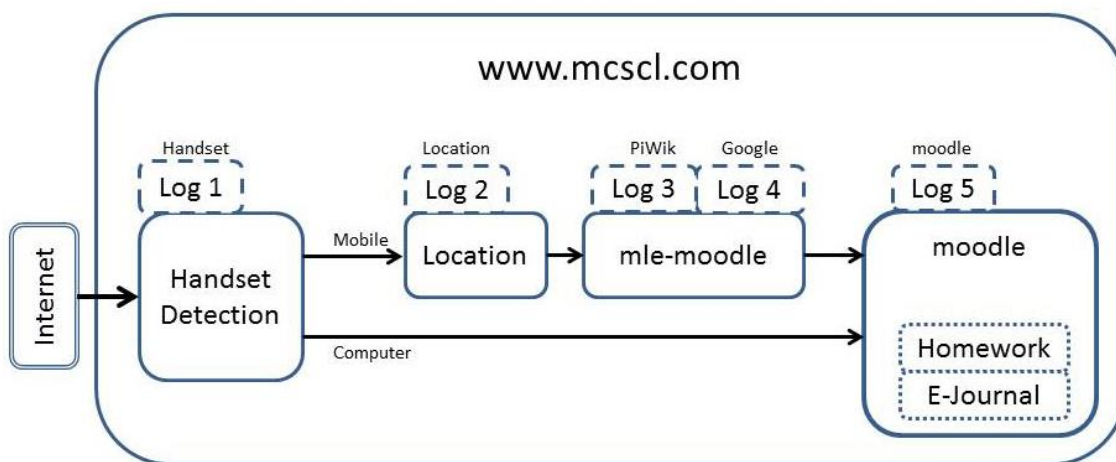 www.mcscl.com
Handset
Location
PiWik
Google
moodle
Log 1
Log 2
Log 3
Log 4
Log 5
Internet
Handset
Detection
Mobile
Computer
Location
mle-moodle
moodle
Homework
E-Journal